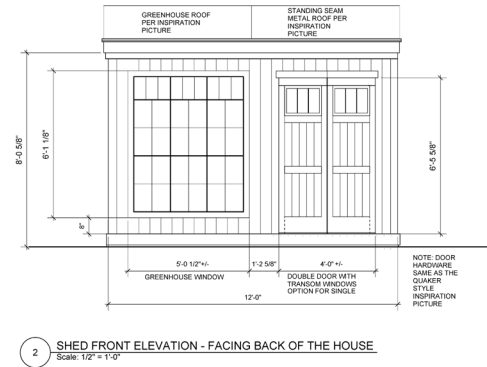 GREENHOUSE ROOF
PER INSPIRATION
PICTURE
STANDING SEAM
METAL ROOF PER
INSPIRATION
PICTURE
8'-0 5/8"
6'-1 1/8"
8"
6'-5 5/8"
5'-0 1/2"+/-
1'-2 5/8"
4'-0" +/-
GREENHOUSE WINDOW
DOUBLE DOOR WITH
TRANSOM WINDOWS
OPTION FOR SINGLE
12'-0"
NOTE: DOOR
HARDWARE
SAME AS THE
QUAKER
STYLE
INSPIRATION
PICTURE
2
SHED FRONT ELEVATION - FACING BACK OF THE HOUSE
Scale: 1/2" = 1'-0"